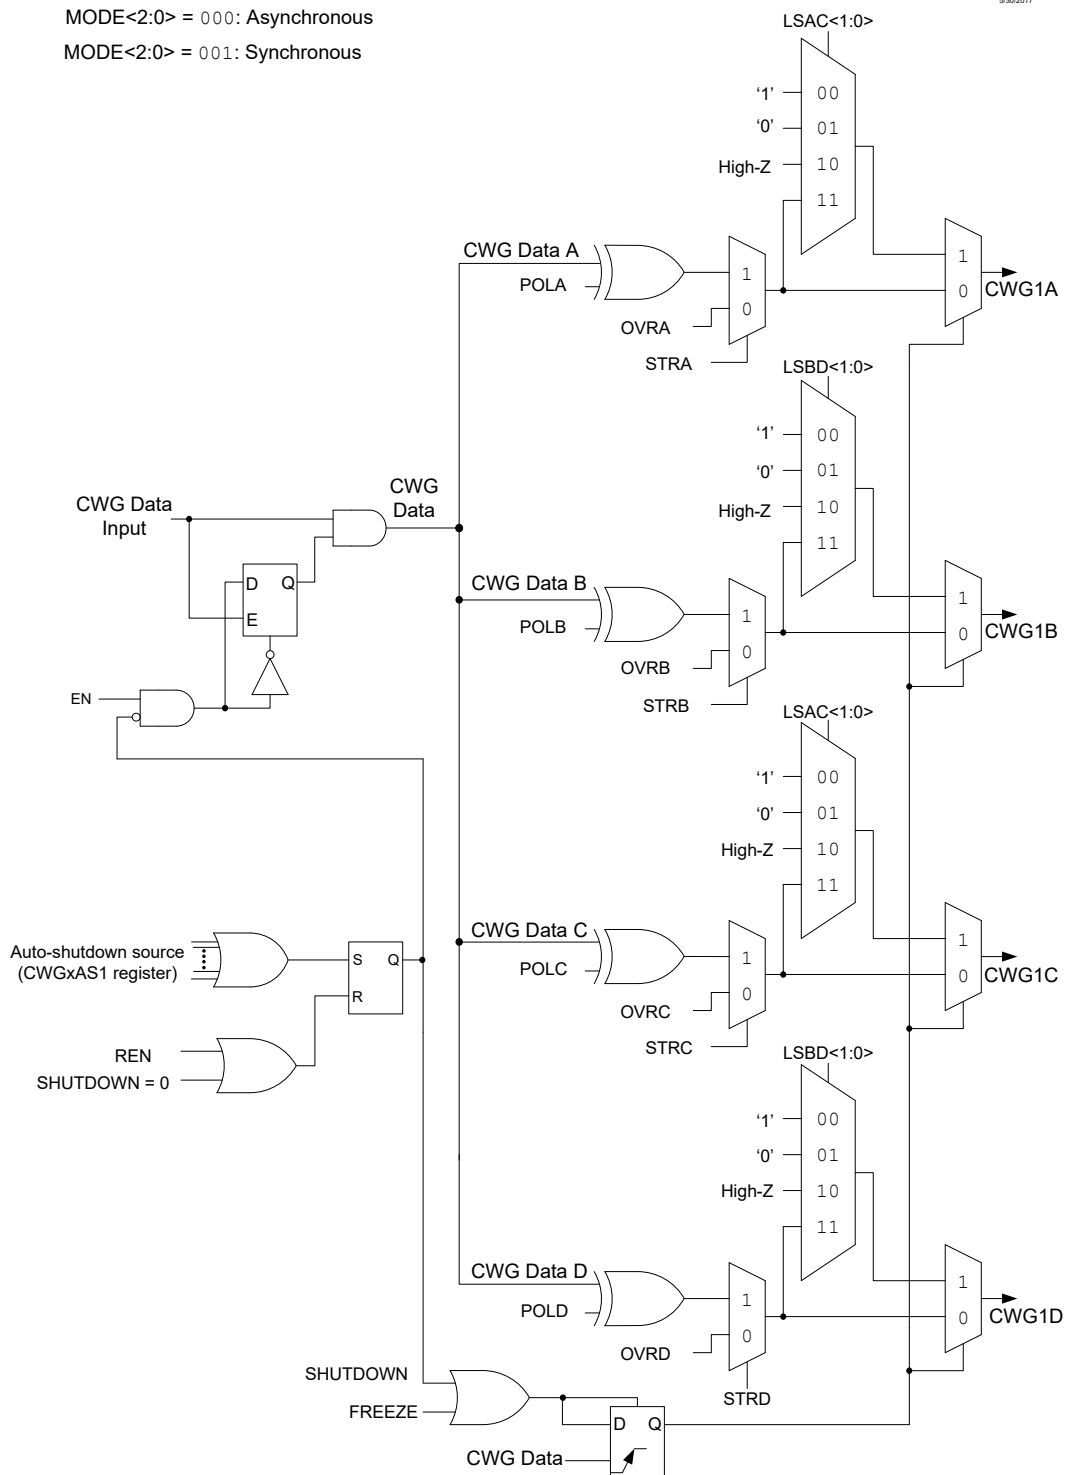 5/30/2017
MODE<2:0> = 000: Asynchronous
MODE<2:0> = 001: Synchronous
LSAC<1:0>
'1'
00
'0'
01
High-Z
10
11
CWG Data A
POLA
1
0
OVRA
STRA
1
0
CWG1A
LSBD<1:0>
'1'
00
'0'
01
High-Z
10
11
CWG Data
Input
CWG
Data
D
Q
E
EN
CWG Data B
POLB
1
0
OVRB
STRB
1
0
CWG1B
LSAC<1:0>
'1'
00
'0'
01
High-Z
10
11
Auto-shutdown source
(CWGxAS1 register)
S
Q
R
REN
SHUTDOWN = 0
CWG Data C
POLC
1
0
OVRC
STRC
1
0
CWG1C
LSBD<1:0>
'1'
00
'0'
01
High-Z
10
11
CWG Data D
POLD
1
0
OVRD
STRD
1
0
CWG1D
SHUTDOWN
FREEZE
D
Q
CWG Data